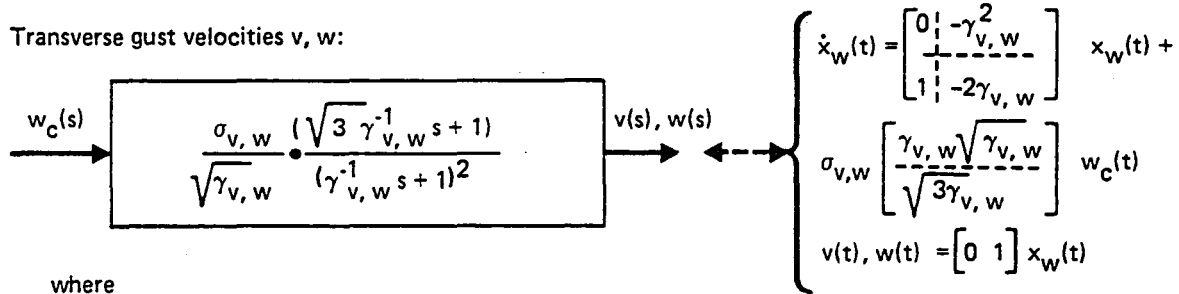 Transverse gust velocities v, w:
w_c(s)
σ_{v, w} / √γ_{v, w} • (√3 γ^{-1}_{v, w} s + 1) / (γ^{-1}_{v, w} s + 1)^2
v(s), w(s)
ẋ_w(t) = [0 -γ^2_{v, w}; 1 -2γ_{v, w}] x_w(t) +
σ_{v,w} [γ_{v, w}√γ_{v, w}; √3γ_{v, w}] w_c(t)
v(t), w(t) = [0 1] x_w(t)
where